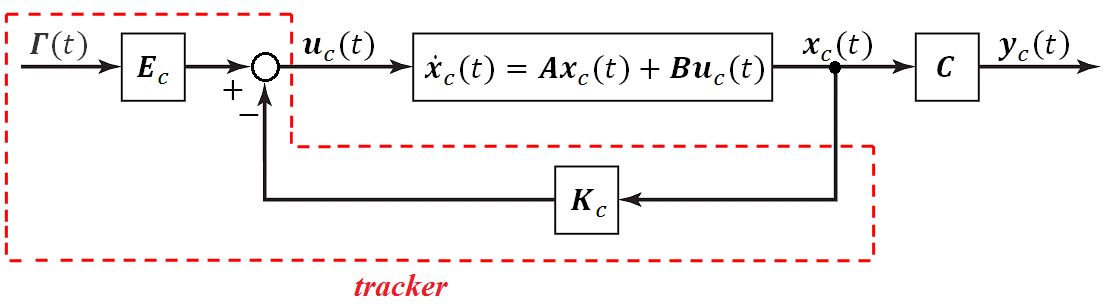 Γ(t)
E_c
+
−
u_c(t)
ẋ_c(t) = Ax_c(t) + Bu_c(t)
x_c(t)
C
y_c(t)
K_c
tracker